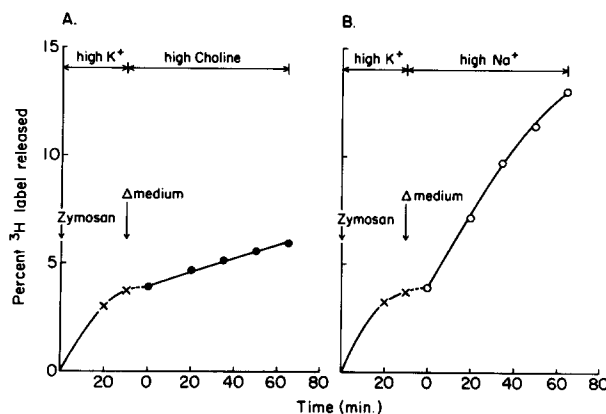 A.
B.
15
high K+
high Choline
high K+
high Na+
10
Δmedium
Δmedium
Zymosan
Zymosan
5
0
Percent ³H label released
20 0 20 40 60 80
20 0 20 40 60 80
Time (min.)